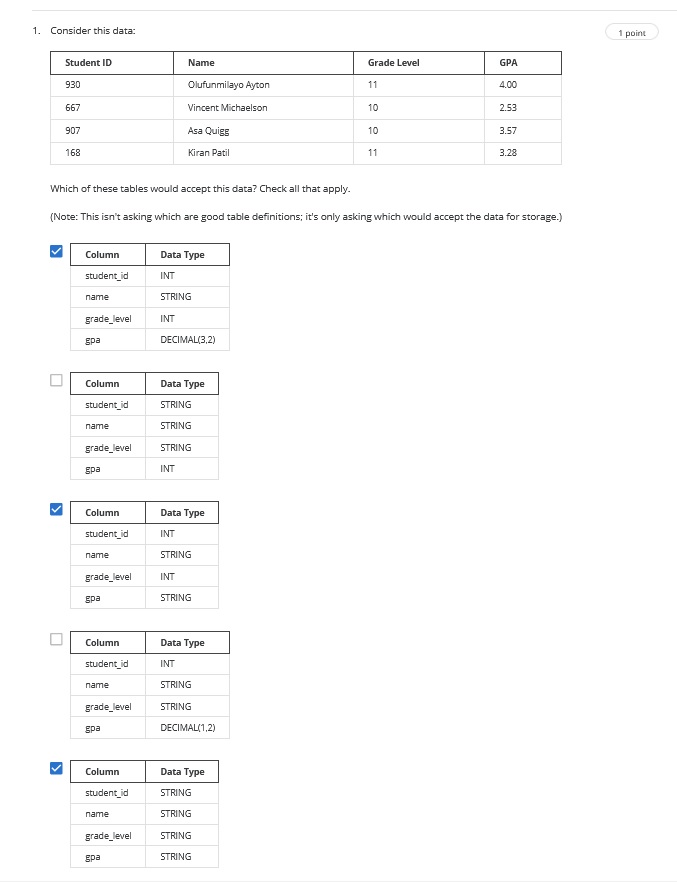 1. Consider this data:
1 point
Student ID Name Grade Level GPA
930 Olufunmilayo Ayton 11 4.00
667 Vincent Michaelson 10 2.53
907 Asa Quigg 10 3.57
168 Kiran Patil 11 3.28
Which of these tables would accept this data? Check all that apply.
(Note: This isn't asking which are good table definitions; it's only asking which would accept the data for storage.)
Column Data Type
student_id INT
name STRING
grade_level INT
gpa DECIMAL(3,2)
Column Data Type
student_id STRING
name STRING
grade_level STRING
gpa INT
Column Data Type
student_id INT
name STRING
grade_level INT
gpa STRING
Column Data Type
student_id INT
name STRING
grade_level STRING
gpa DECIMAL(1,2)
Column Data Type
student_id STRING
name STRING
grade_level STRING
gpa STRING